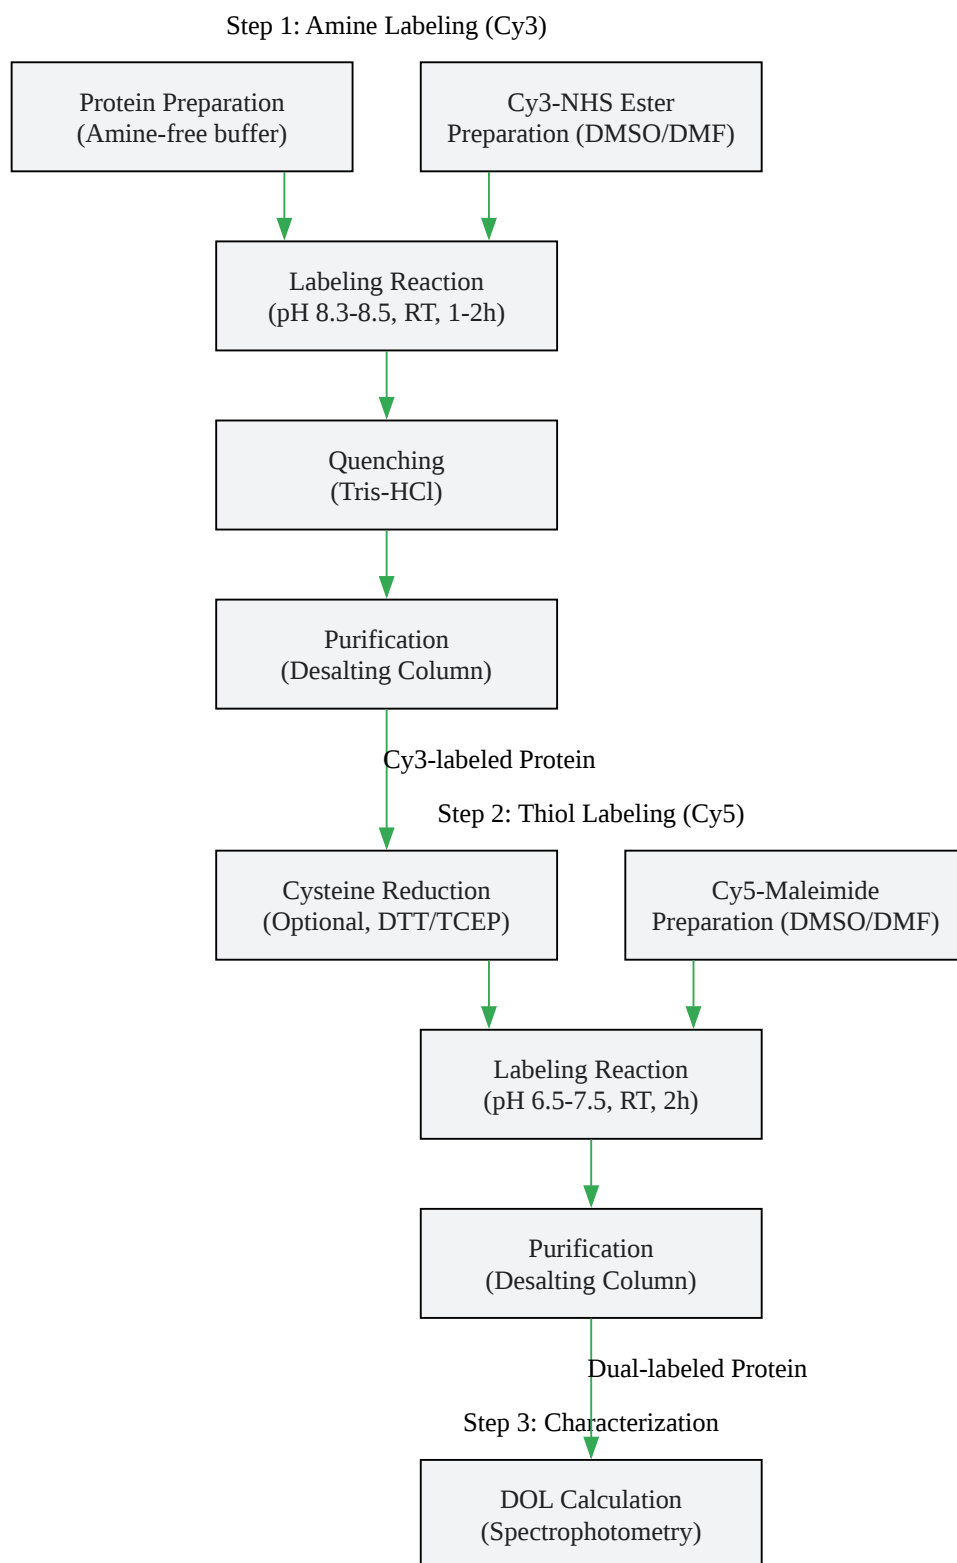 Step 1: Amine Labeling (Cy3)
Protein Preparation
(Amine-free buffer)
Cy3-NHS Ester
Preparation (DMSO/DMF)
Labeling Reaction
(pH 8.3-8.5, RT, 1-2h)
Quenching
(Tris-HCl)
Purification
(Desalting Column)
Cy3-labeled Protein
Step 2: Thiol Labeling (Cy5)
Cysteine Reduction
(Optional, DTT/TCEP)
Cy5-Maleimide
Preparation (DMSO/DMF)
Labeling Reaction
(pH 6.5-7.5, RT, 2h)
Purification
(Desalting Column)
Dual-labeled Protein
Step 3: Characterization
DOL Calculation
(Spectrophotometry)